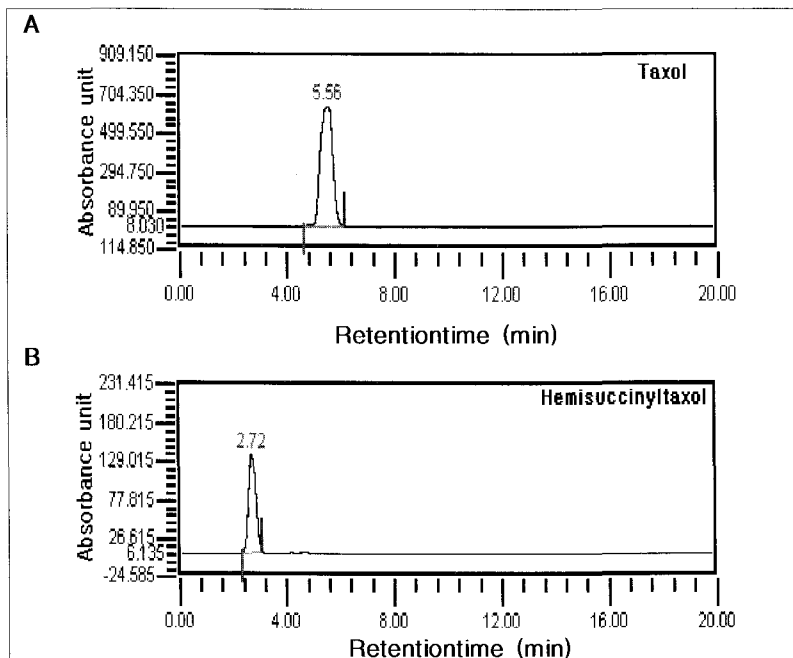 A
909.150
Taxol
704.350
5.56
499.550
294.750
89.950
8.030
114.850
Absorbance unit
0.00 4.00 8.00 12.00 16.00 20.00
Retentiontime (min)
B
231.415
Hemisuccinyltaxol
180.215
2.72
129.015
77.815
26.615
6.135
-24.585
Absorbance unit
0.00 4.00 8.00 12.00 16.00 20.00
Retentiontime (min)